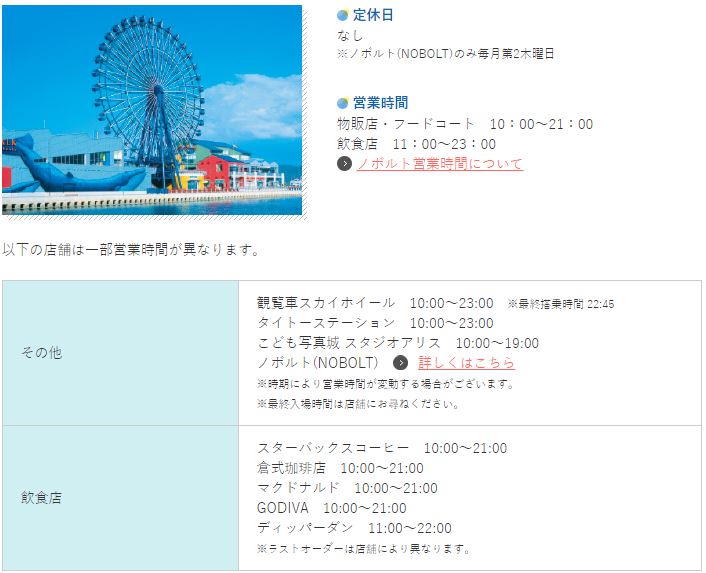 定休日
なし
※ノボルト(NOBOLT)のみ毎月第2木曜日
営業時間
物販店・フードコート　10：00～21：00
飲食店　11：00～23：00
ノボルト営業時間について
以下の店舗は一部営業時間が異なります。
その他
観覧車スカイホイール　10:00～23:00　※最終搭乗時間 22:45
タイトーステーション　10:00～23:00
こども写真城 スタジオアリス　10:00～19:00
ノボルト(NOBOLT)　詳しくはこちら
※時期により営業時間が変動する場合がございます。
※最終入場時間は店舗にお尋ねください。
飲食店
スターバックスコーヒー　10:00～21:00
倉式珈琲店　10:00～21:00
マクドナルド　10:00～21:00
GODIVA　10:00～21:00
ディッパーダン　11:00～22:00
※ラストオーダーは店舗により異なります。